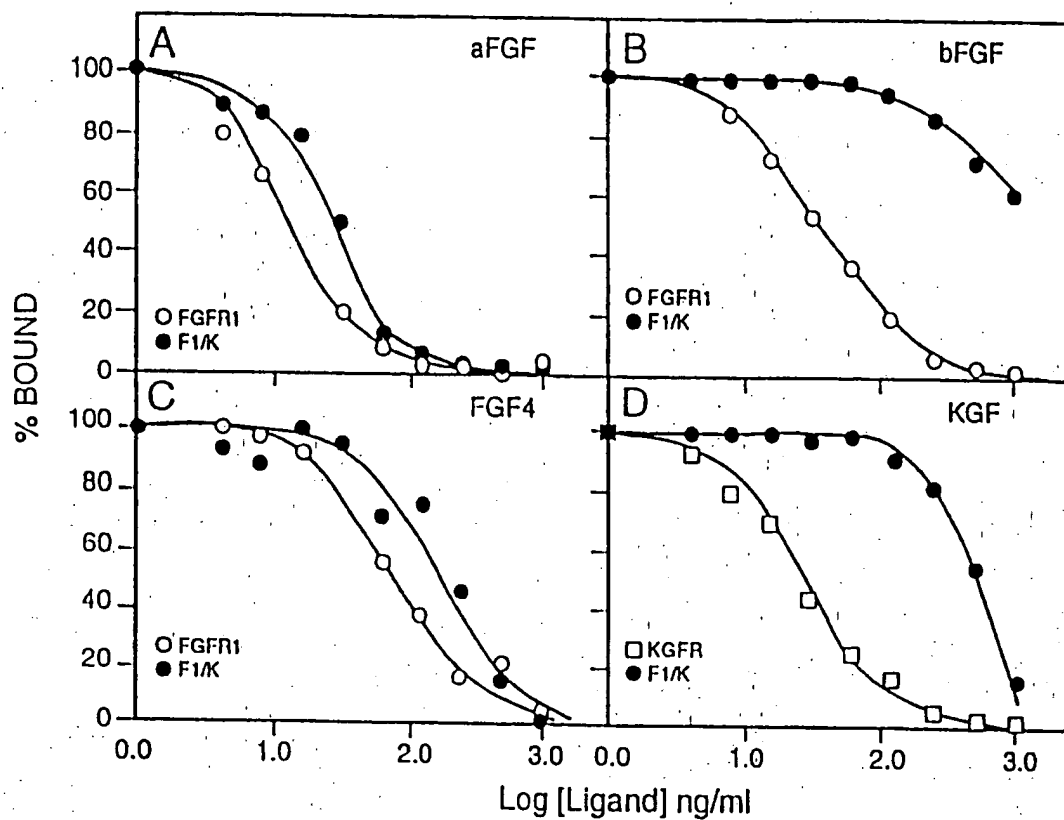 A
aFGF
B
bFGF
100
80
60
40
20
0
○ FGFR1
● F1/K
○ FGFR1
● F1/K
% BOUND
C
FGF4
D
KGF
100
80
60
40
20
0
○ FGFR1
● F1/K
□ KGFR
● F1/K
0.0 1.0 2.0 3.0
0.0 1.0 2.0 3.0
Log [Ligand] ng/ml